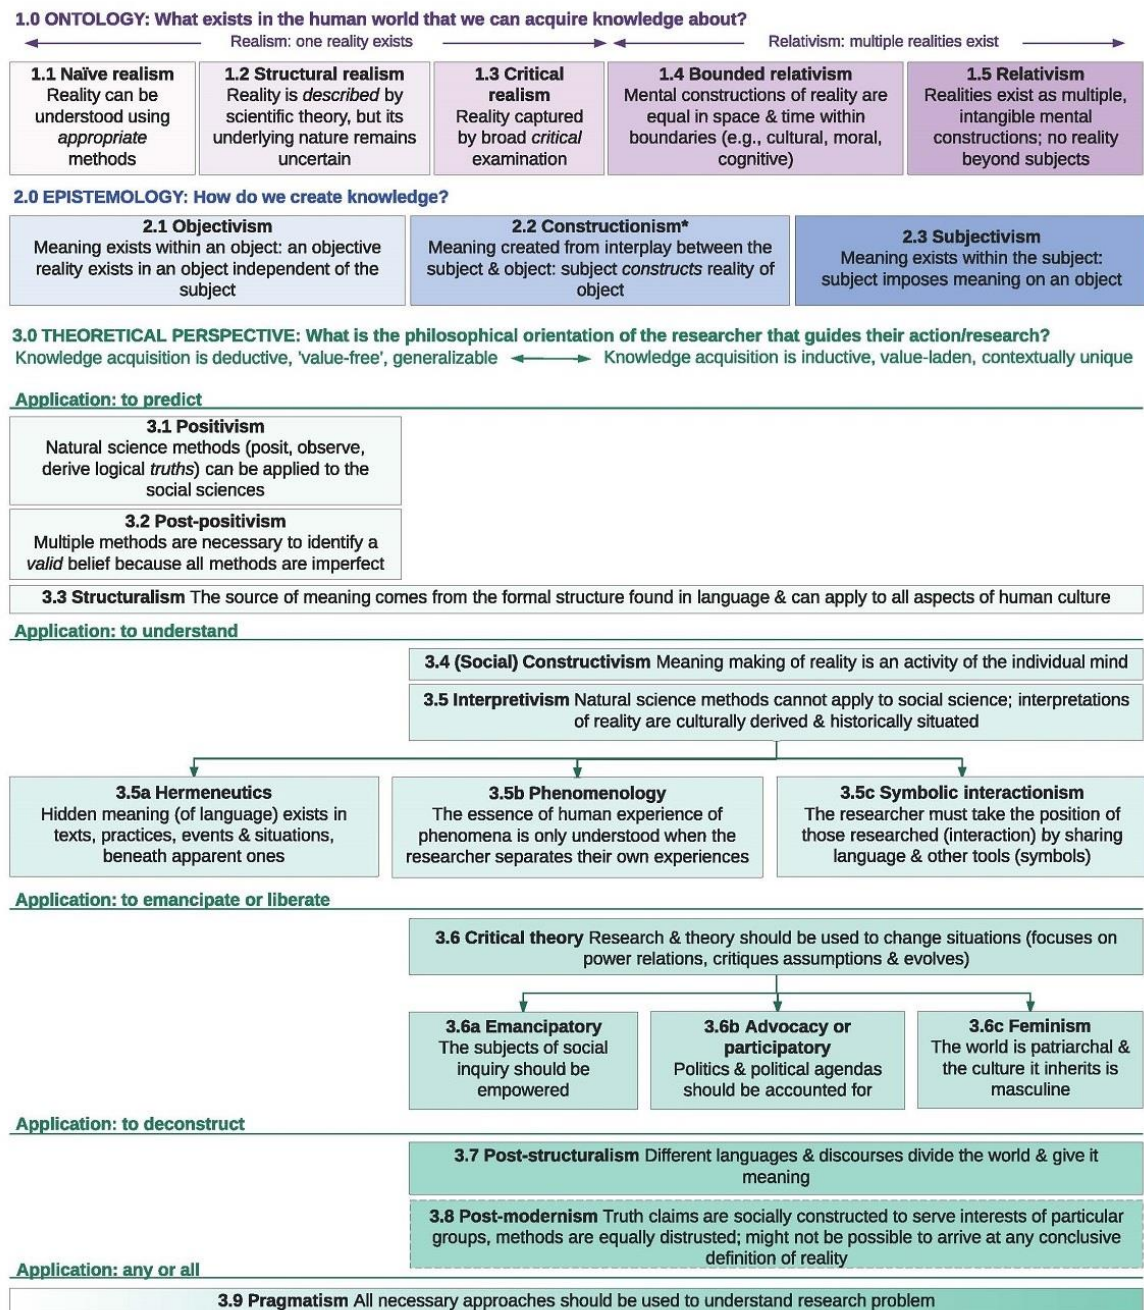 1.0 ONTOLOGY: What exists in the human world that we can acquire knowledge about?
Realism: one reality exists
Relativism: multiple realities exist
1.1 Naïve realism
Reality can be
understood using
appropriate
methods
1.2 Structural realism
Reality is described by
scientific theory, but its
underlying nature remains
uncertain
1.3 Critical
realism
Reality captured
by broad critical
examination
1.4 Bounded relativism
Mental constructions of reality are
equal in space & time within
boundaries (e.g., cultural, moral,
cognitive)
1.5 Relativism
Realities exist as multiple,
intangible mental
constructions; no reality
beyond subjects
2.0 EPISTEMOLOGY: How do we create knowledge?
2.1 Objectivism
Meaning exists within an object: an objective
reality exists in an object independent of the
subject
2.2 Constructionism*
Meaning created from interplay between the
subject & object: subject constructs reality of
object
2.3 Subjectivism
Meaning exists within the subject:
subject imposes meaning on an object
3.0 THEORETICAL PERSPECTIVE: What is the philosophical orientation of the researcher that guides their action/research?
Knowledge acquisition is deductive, 'value-free', generalizable
Knowledge acquisition is inductive, value-laden, contextually unique
Application: to predict
3.1 Positivism
Natural science methods (posit, observe,
derive logical truths) can be applied to the
social sciences
3.2 Post-positivism
Multiple methods are necessary to identify a
valid belief because all methods are imperfect
3.3 Structuralism The source of meaning comes from the formal structure found in language & can apply to all aspects of human culture
Application: to understand
3.4 (Social) Constructivism Meaning making of reality is an activity of the individual mind
3.5 Interpretivism Natural science methods cannot apply to social science; interpretations
of reality are culturally derived & historically situated
3.5a Hermeneutics
Hidden meaning (of language) exists in
texts, practices, events & situations,
beneath apparent ones
3.5b Phenomenology
The essence of human experience of
phenomena is only understood when the
researcher separates their own experiences
3.5c Symbolic interactionism
The researcher must take the position of
those researched (interaction) by sharing
language & other tools (symbols)
Application: to emancipate or liberate
3.6 Critical theory Research & theory should be used to change situations (focuses on
power relations, critiques assumptions & evolves)
3.6a Emancipatory
The subjects of social
inquiry should be
empowered
3.6b Advocacy or
participatory
Politics & political agendas
should be accounted for
3.6c Feminism
The world is patriarchal &
the culture it inherits is
masculine
Application: to deconstruct
3.7 Post-structuralism Different languages & discourses divide the world & give it
meaning
3.8 Post-modernism Truth claims are socially constructed to serve interests of particular
groups, methods are equally distrusted; might not be possible to arrive at any conclusive
definition of reality
Application: any or all
3.9 Pragmatism All necessary approaches should be used to understand research problem